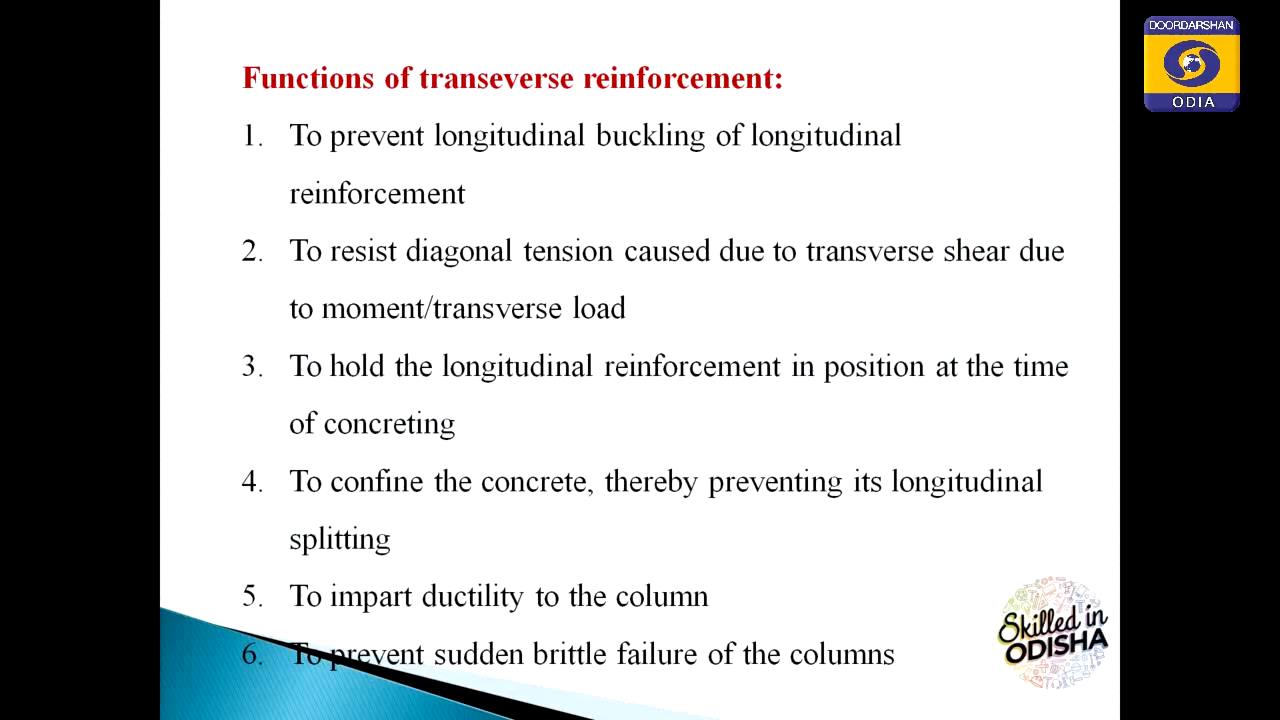 DOORDARSHAN
ODIA
Functions of transeverse reinforcement:
1. To prevent longitudinal buckling of longitudinal
reinforcement
2. To resist diagonal tension caused due to transverse shear due
to moment/transverse load
3. To hold the longitudinal reinforcement in position at the time
of concreting
4. To confine the concrete, thereby preventing its longitudinal
splitting
5. To impart ductility to the column
6. To prevent sudden brittle failure of the columns
Skilled in
ODISHA